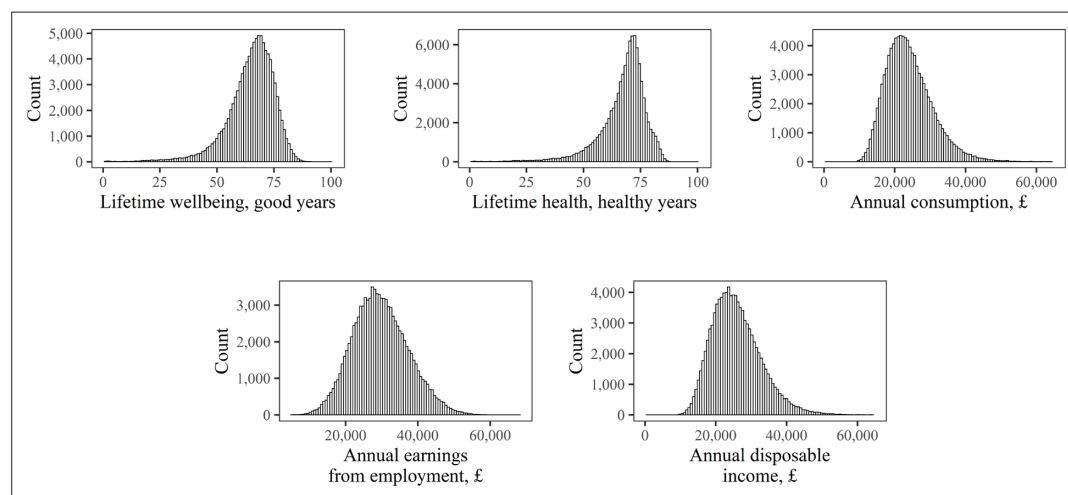 5,000
4,000
3,000
2,000
1,000
0
Count
0 25 50 75 100
Lifetime wellbeing, good years
6,000
4,000
2,000
0
Count
0 25 50 75 100
Lifetime health, healthy years
4,000
3,000
2,000
1,000
0
Count
0 20,000 40,000 60,000
Annual consumption, £
3,000
2,000
1,000
0
Count
20,000 40,000 60,000
Annual earnings
from employment, £
4,000
3,000
2,000
1,000
0
Count
0 20,000 40,000 60,000
Annual disposable
income, £